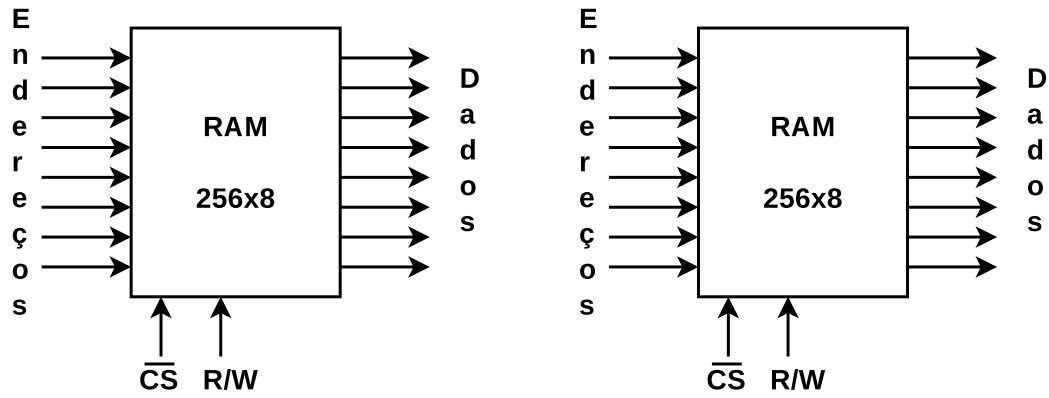 Endereços
RAM
256x8
Dados
CS
R/W
Endereços
RAM
256x8
Dados
CS
R/W